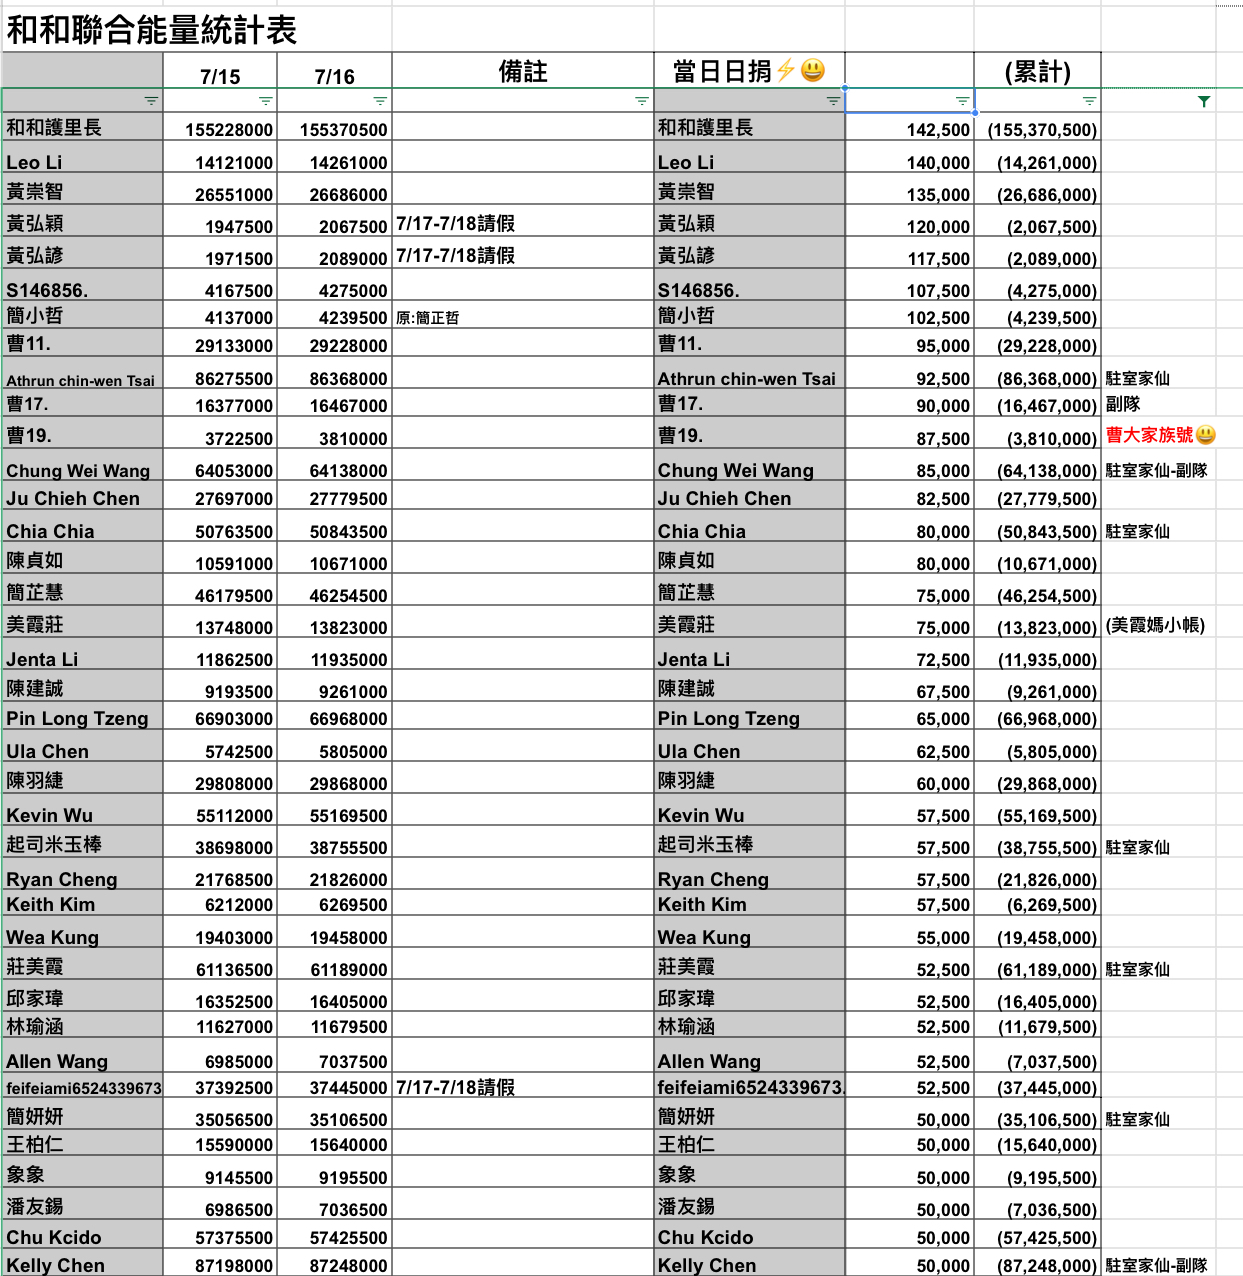 和和聯合能量統計表
7/15 7/16 備註 當日日捐⚡😃 (累計)
和和護里長 155228000 155370500 和和護里長 142,500 (155,370,500)
Leo Li 14121000 14261000 Leo Li 140,000 (14,261,000)
黃崇智 26551000 26686000 黃崇智 135,000 (26,686,000)
黃弘穎 1947500 2067500 7/17-7/18請假 黃弘穎 120,000 (2,067,500)
黃弘諺 1971500 2089000 7/17-7/18請假 黃弘諺 117,500 (2,089,000)
S146856. 4167500 4275000 S146856. 107,500 (4,275,000)
簡小哲 4137000 4239500 原:簡正哲 簡小哲 102,500 (4,239,500)
曹11. 29133000 29228000 曹11. 95,000 (29,228,000)
Athrun chin-wen Tsai 86275500 86368000 Athrun chin-wen Tsai 92,500 (86,368,000) 駐室家仙
曹17. 16377000 16467000 曹17. 90,000 (16,467,000) 副隊
曹19. 3722500 3810000 曹19. 87,500 (3,810,000) 曹大家族號😃
Chung Wei Wang 64053000 64138000 Chung Wei Wang 85,000 (64,138,000) 駐室家仙-副隊
Ju Chieh Chen 27697000 27779500 Ju Chieh Chen 82,500 (27,779,500)
Chia Chia 50763500 50843500 Chia Chia 80,000 (50,843,500) 駐室家仙
陳貞如 10591000 10671000 陳貞如 80,000 (10,671,000)
簡芷慧 46179500 46254500 簡芷慧 75,000 (46,254,500)
美霞莊 13748000 13823000 美霞莊 75,000 (13,823,000) (美霞媽小帳)
Jenta Li 11862500 11935000 Jenta Li 72,500 (11,935,000)
陳建誠 9193500 9261000 陳建誠 67,500 (9,261,000)
Pin Long Tzeng 66903000 66968000 Pin Long Tzeng 65,000 (66,968,000)
Ula Chen 5742500 5805000 Ula Chen 62,500 (5,805,000)
陳羽緁 29808000 29868000 陳羽緁 60,000 (29,868,000)
Kevin Wu 55112000 55169500 Kevin Wu 57,500 (55,169,500)
起司米玉棒 38698000 38755500 起司米玉棒 57,500 (38,755,500) 駐室家仙
Ryan Cheng 21768500 21826000 Ryan Cheng 57,500 (21,826,000)
Keith Kim 6212000 6269500 Keith Kim 57,500 (6,269,500)
Wea Kung 19403000 19458000 Wea Kung 55,000 (19,458,000)
莊美霞 61136500 61189000 莊美霞 52,500 (61,189,000) 駐室家仙
邱家瑋 16352500 16405000 邱家瑋 52,500 (16,405,000)
林瑜涵 11627000 11679500 林瑜涵 52,500 (11,679,500)
Allen Wang 6985000 7037500 Allen Wang 52,500 (7,037,500)
feifeiami6524339673 37392500 37445000 7/17-7/18請假 feifeiami6524339673. 52,500 (37,445,000)
簡妍妍 35056500 35106500 簡妍妍 50,000 (35,106,500) 駐室家仙
王柏仁 15590000 15640000 王柏仁 50,000 (15,640,000)
象象 9145500 9195500 象象 50,000 (9,195,500)
潘友錫 6986500 7036500 潘友錫 50,000 (7,036,500)
Chu Kcido 57375500 57425500 Chu Kcido 50,000 (57,425,500)
Kelly Chen 87198000 87248000 Kelly Chen 50,000 (87,248,000) 駐室家仙-副隊